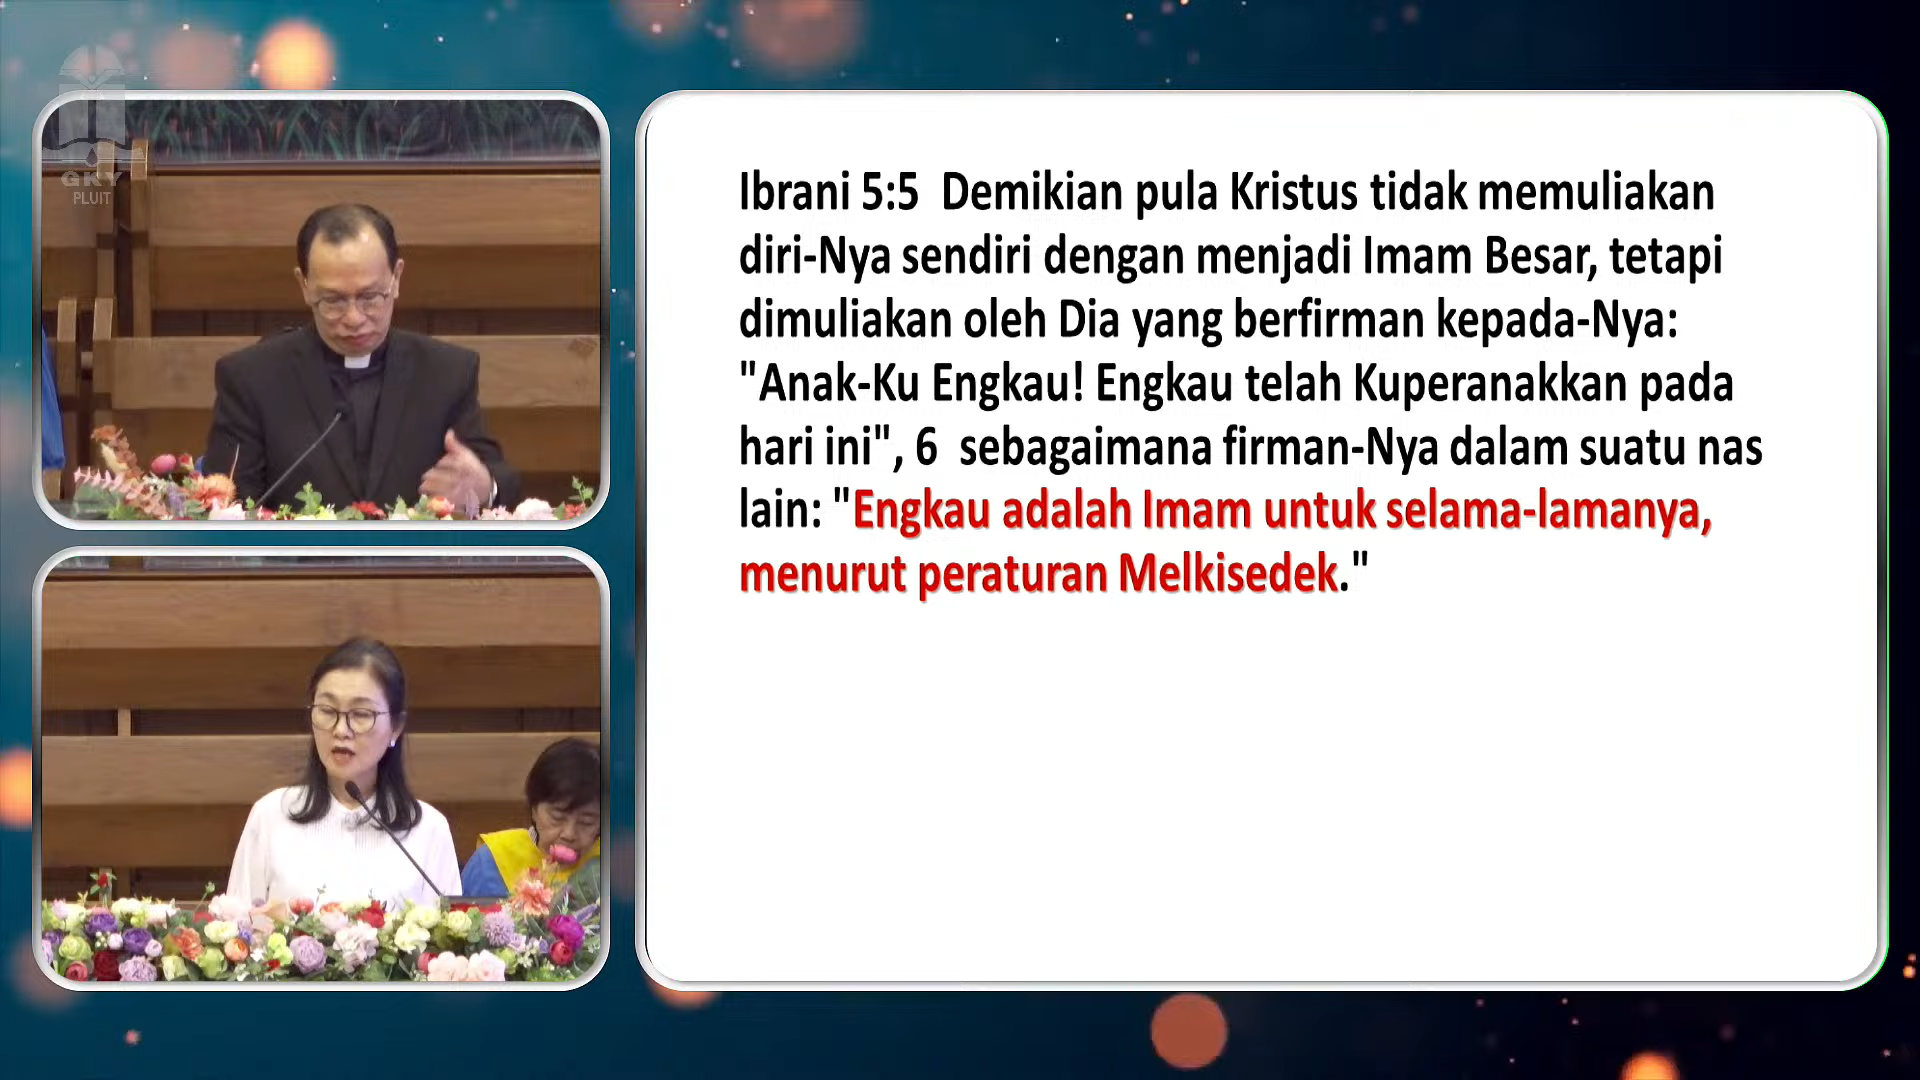 GKY
PLUIT
Ibrani 5:5  Demikian pula Kristus tidak memuliakan
diri-Nya sendiri dengan menjadi Imam Besar, tetapi
dimuliakan oleh Dia yang berfirman kepada-Nya:
"Anak-Ku Engkau! Engkau telah Kuperanakkan pada
hari ini", 6  sebagaimana firman-Nya dalam suatu nas
lain: "Engkau adalah Imam untuk selama-lamanya,
menurut peraturan Melkisedek."